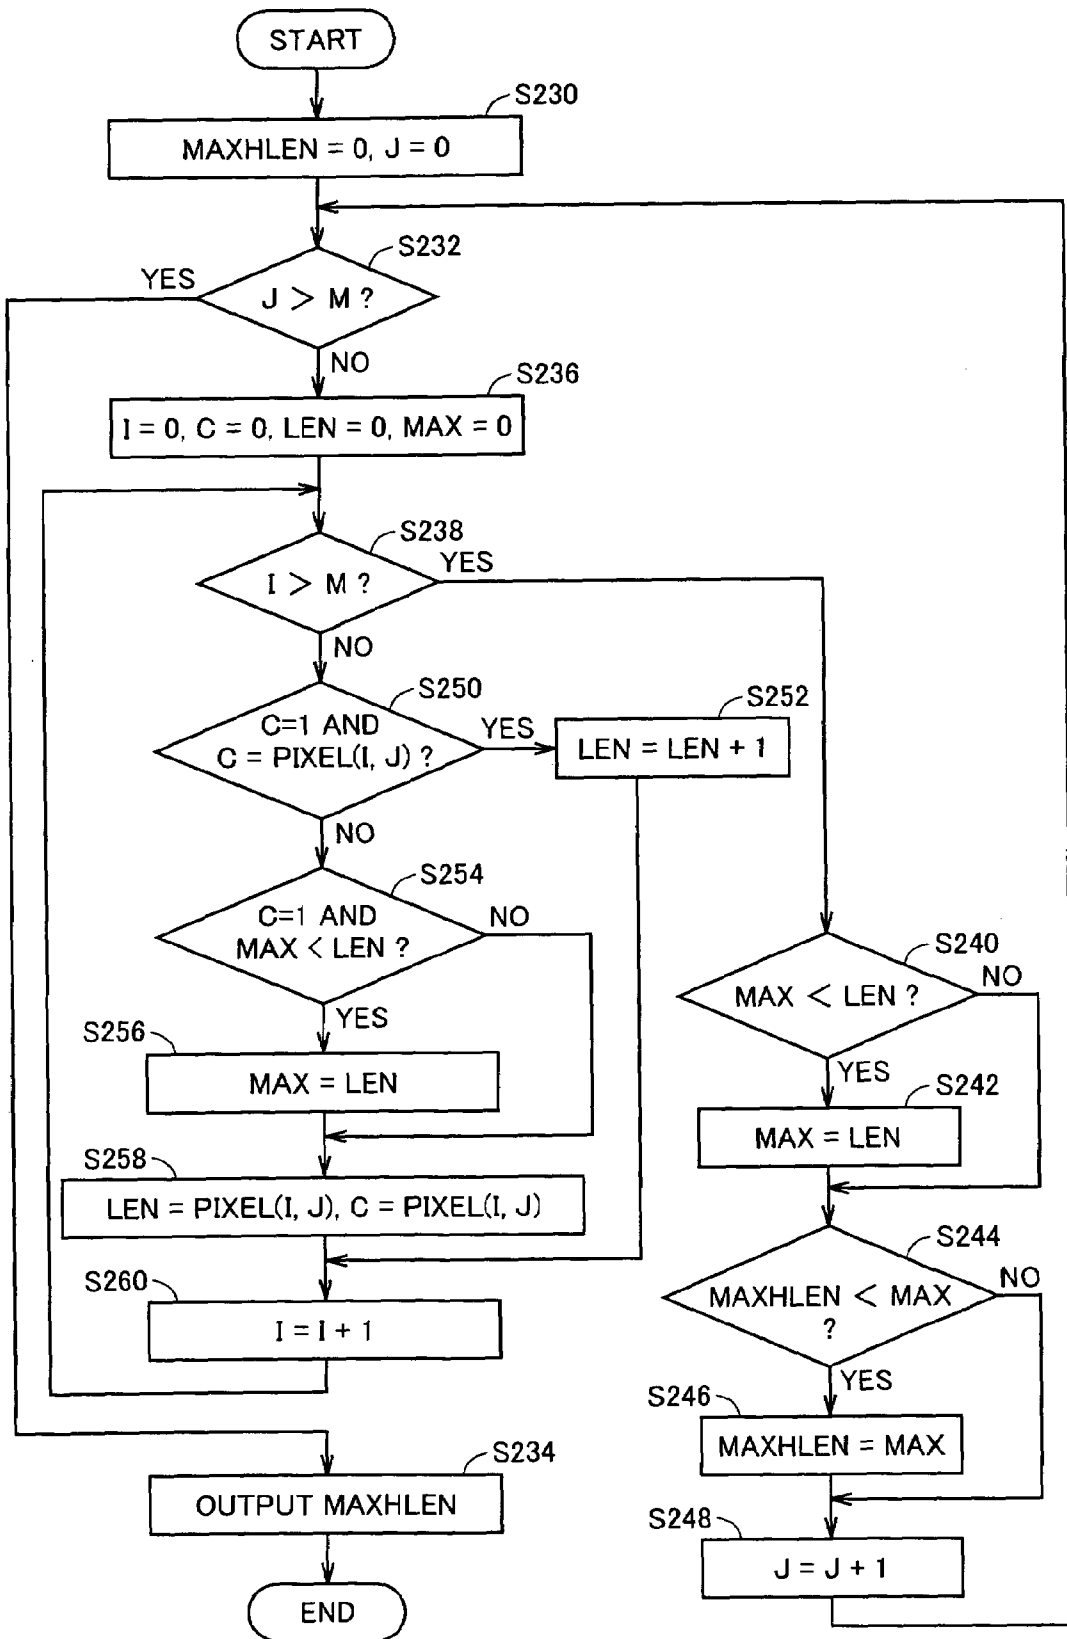 START
S230
MAXHLEN = 0, J = 0
S232
YES
J > M ?
NO
S236
I = 0, C = 0, LEN = 0, MAX = 0
S238
YES
I > M ?
NO
S250
C=1 AND
C = PIXEL(I, J) ?
YES
S252
LEN = LEN + 1
NO
S254
C=1 AND
MAX < LEN ?
NO
YES
S256
MAX = LEN
S258
LEN = PIXEL(I, J), C = PIXEL(I, J)
S260
I = I + 1
S240
MAX < LEN ?
NO
YES
S242
MAX = LEN
S244
MAXHLEN < MAX
?
NO
YES
S246
MAXHLEN = MAX
S248
J = J + 1
S234
OUTPUT MAXHLEN
END